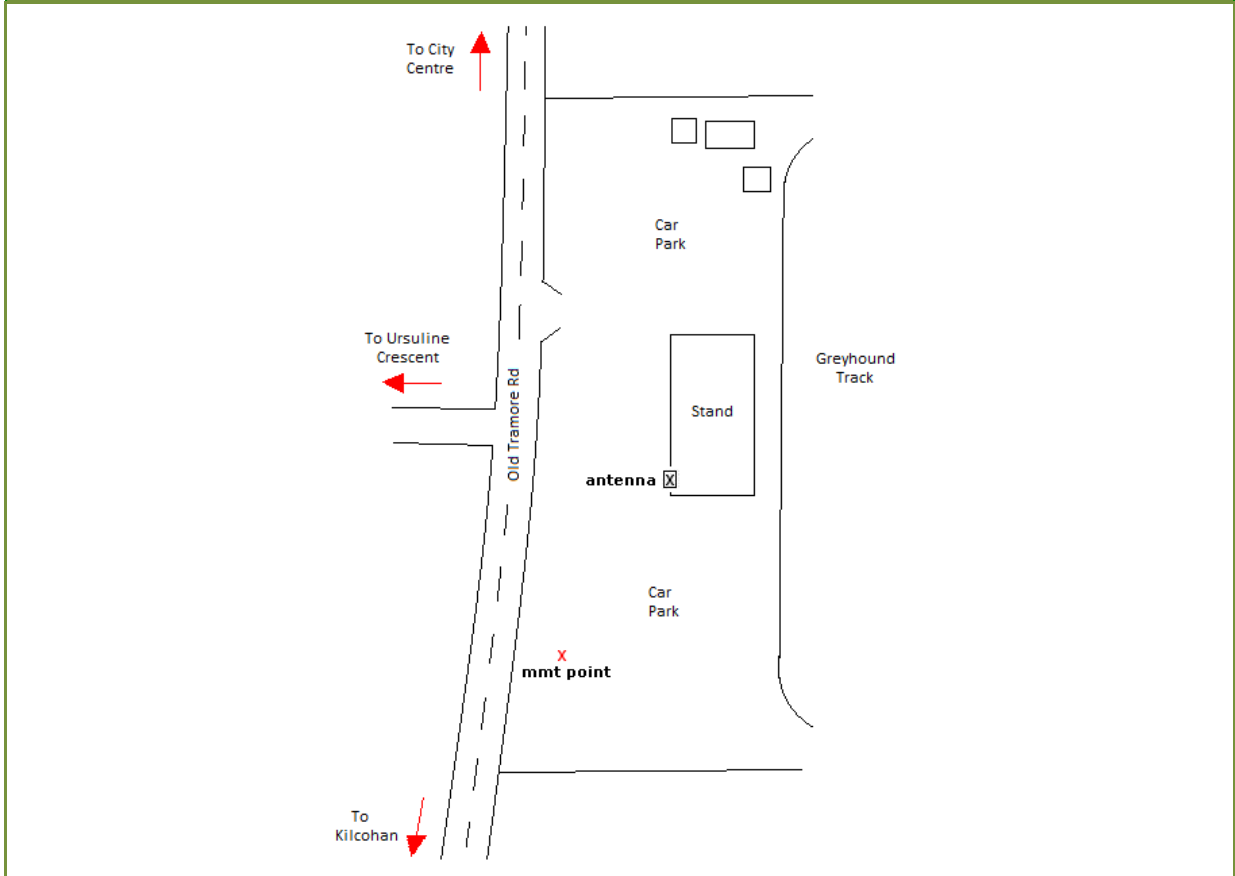 To City
Centre
Car
Park
To Ursuline
Crescent
Greyhound
Track
Old Tramore Rd
Stand
antenna X
Car
Park
X
mmt point
To
Kilcohan